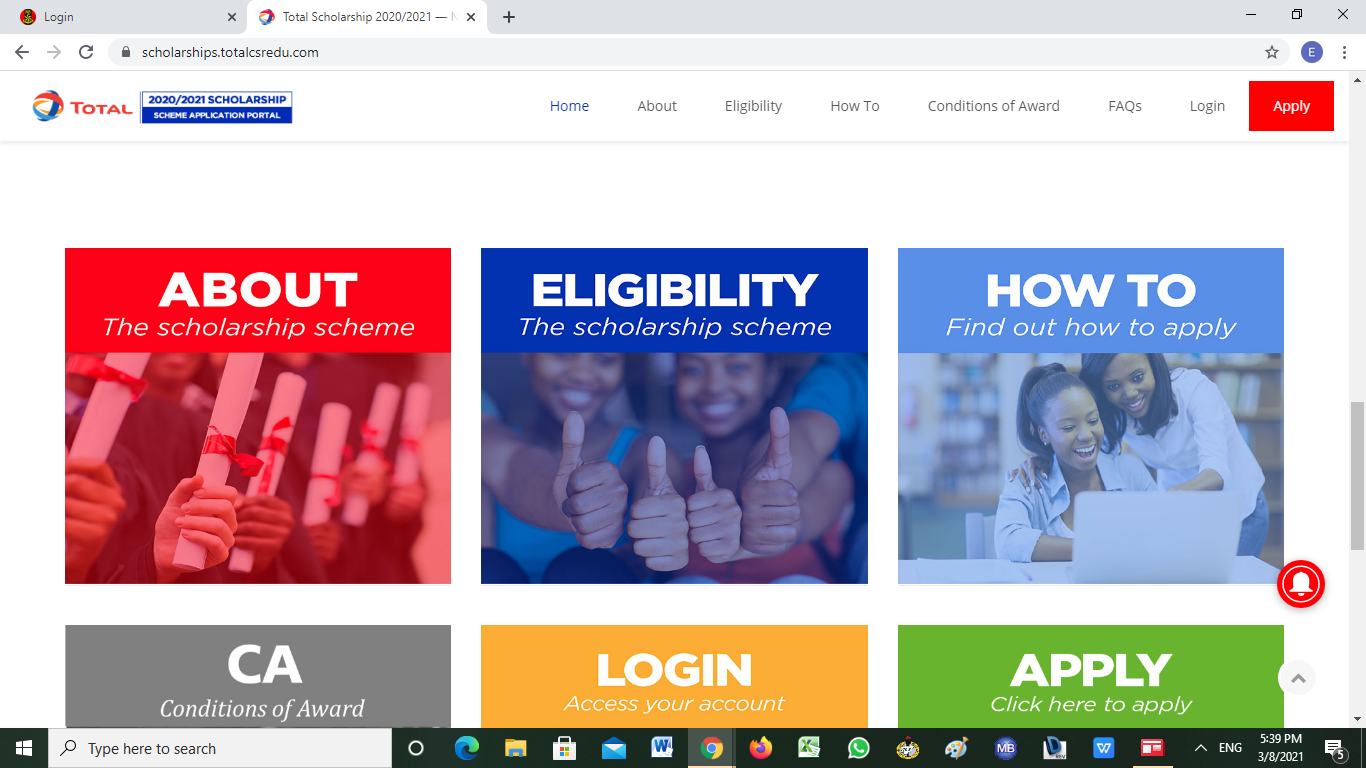 Login
Total Scholarship 2020/2021 — N
scholarships.totalcsredu.com
E
TOTAL
2020/2021 SCHOLARSHIP
SCHEME APPLICATION PORTAL
Home
About
Eligibility
How To
Conditions of Award
FAQs
Login
Apply
ABOUT
The scholarship scheme
ELIGIBILITY
The scholarship scheme
HOW TO
Find out how to apply
CA
Conditions of Award
LOGIN
Access your account
APPLY
Click here to apply
Type here to search
MB
ENG
5:39 PM
3/8/2021
5